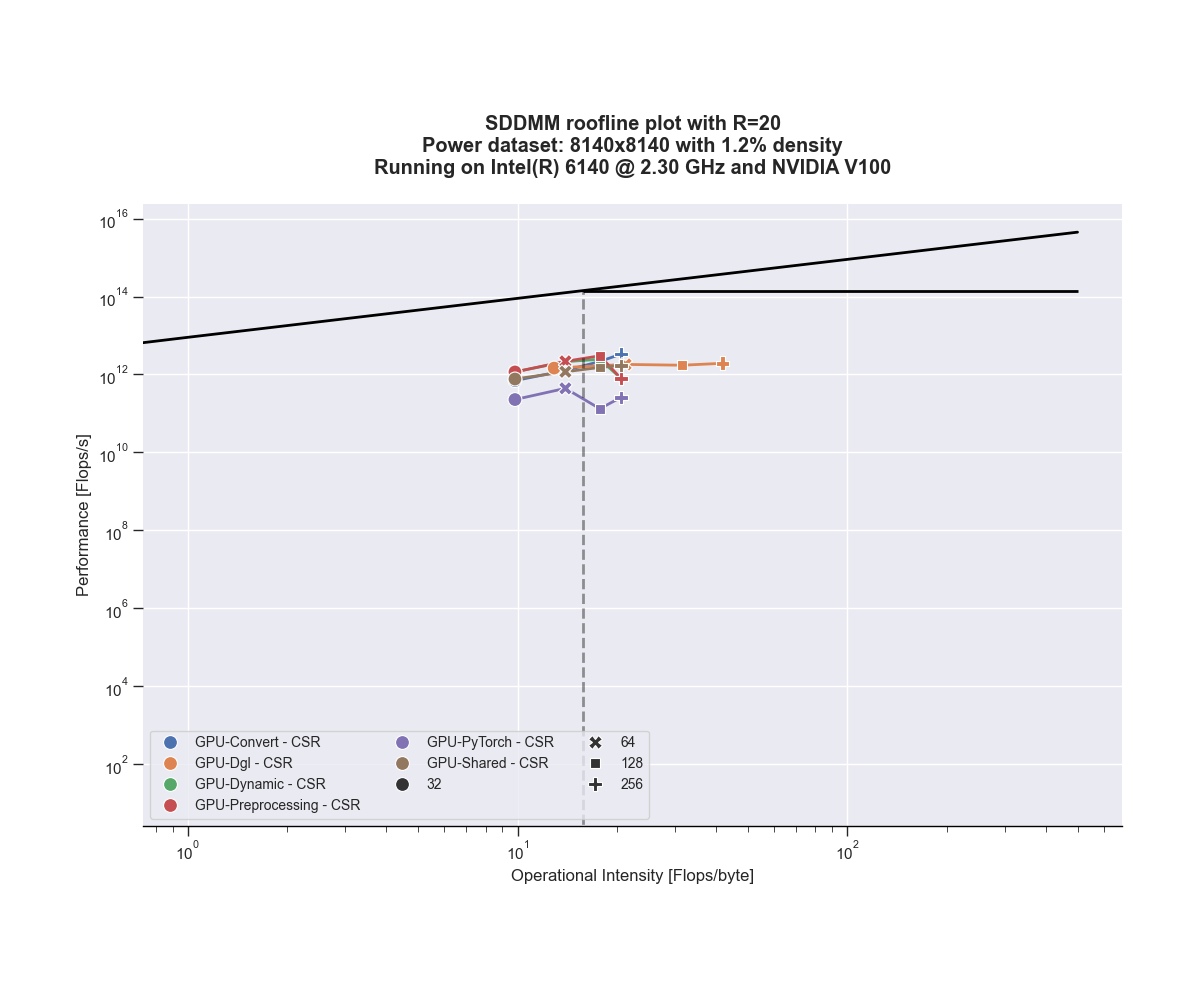 SDDMM roofline plot with R=20
Power dataset: 8140x8140 with 1.2% density
Running on Intel(R) 6140 @ 2.30 GHz and NVIDIA V100
Performance [Flops/s]
10^16
10^14
10^12
10^10
10^8
10^6
10^4
10^2
GPU-Convert - CSR
GPU-Dgl - CSR
GPU-Dynamic - CSR
GPU-Preprocessing - CSR
GPU-PyTorch - CSR
GPU-Shared - CSR
32
64
128
256
10^0
10^1
10^2
Operational Intensity [Flops/byte]